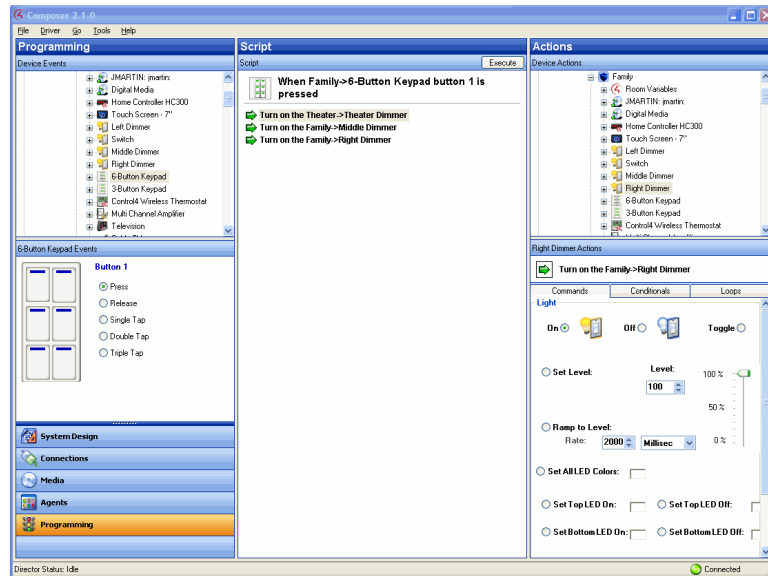 Composer 2.1.0
File Driver Go Tools Help
Programming
Device Events
JMARTIN: jmartin:
Digital Media
Home Controller HC300
Touch Screen - 7"
Left Dimmer
Switch
Middle Dimmer
Right Dimmer
6-Button Keypad
3-Button Keypad
Control4 Wireless Thermostat
Multi Channel Amplifier
Television
6-Button Keypad Events
Button 1
Press
Release
Single Tap
Double Tap
Triple Tap
System Design
Connections
Media
Agents
Programming
Script
Script Execute
When Family->6-Button Keypad button 1 is
pressed
Turn on the Theater->Theater Dimmer
Turn on the Family->Middle Dimmer
Turn on the Family->Right Dimmer
Actions
Device Actions
Family
Room Variables
JMARTIN: jmartin:
Digital Media
Home Controller HC300
Touch Screen - 7"
Left Dimmer
Switch
Middle Dimmer
Right Dimmer
6-Button Keypad
3-Button Keypad
Control4 Wireless Thermostat
Right Dimmer Actions
Turn on the Family->Right Dimmer
Commands Conditionals Loops
Light
On Off Toggle
Set Level: Level: 100 %
100
50 %
Ramp to Level:
Rate: 2000 Millisec 0 %
Set All LED Colors:
Set Top LED On: Set Top LED Off:
Set Bottom LED On: Set Bottom LED Off:
Director Status: Idle Connected